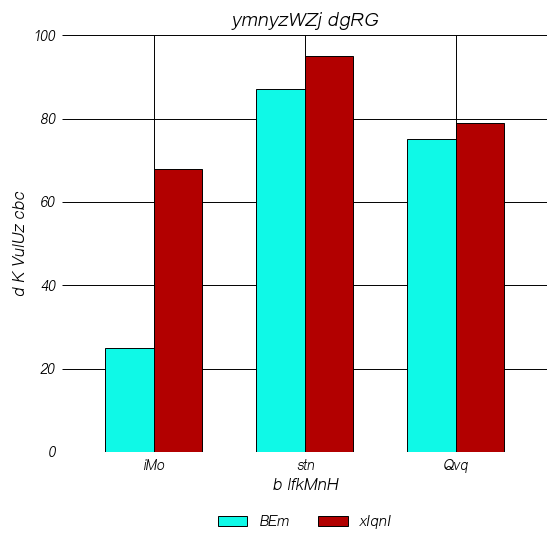 ymnyzWZj dgRG
100
80
60
40
20
0
d K VulUz cbc
iMo stn Qvq
b lfkMnH
BEm xlqnl